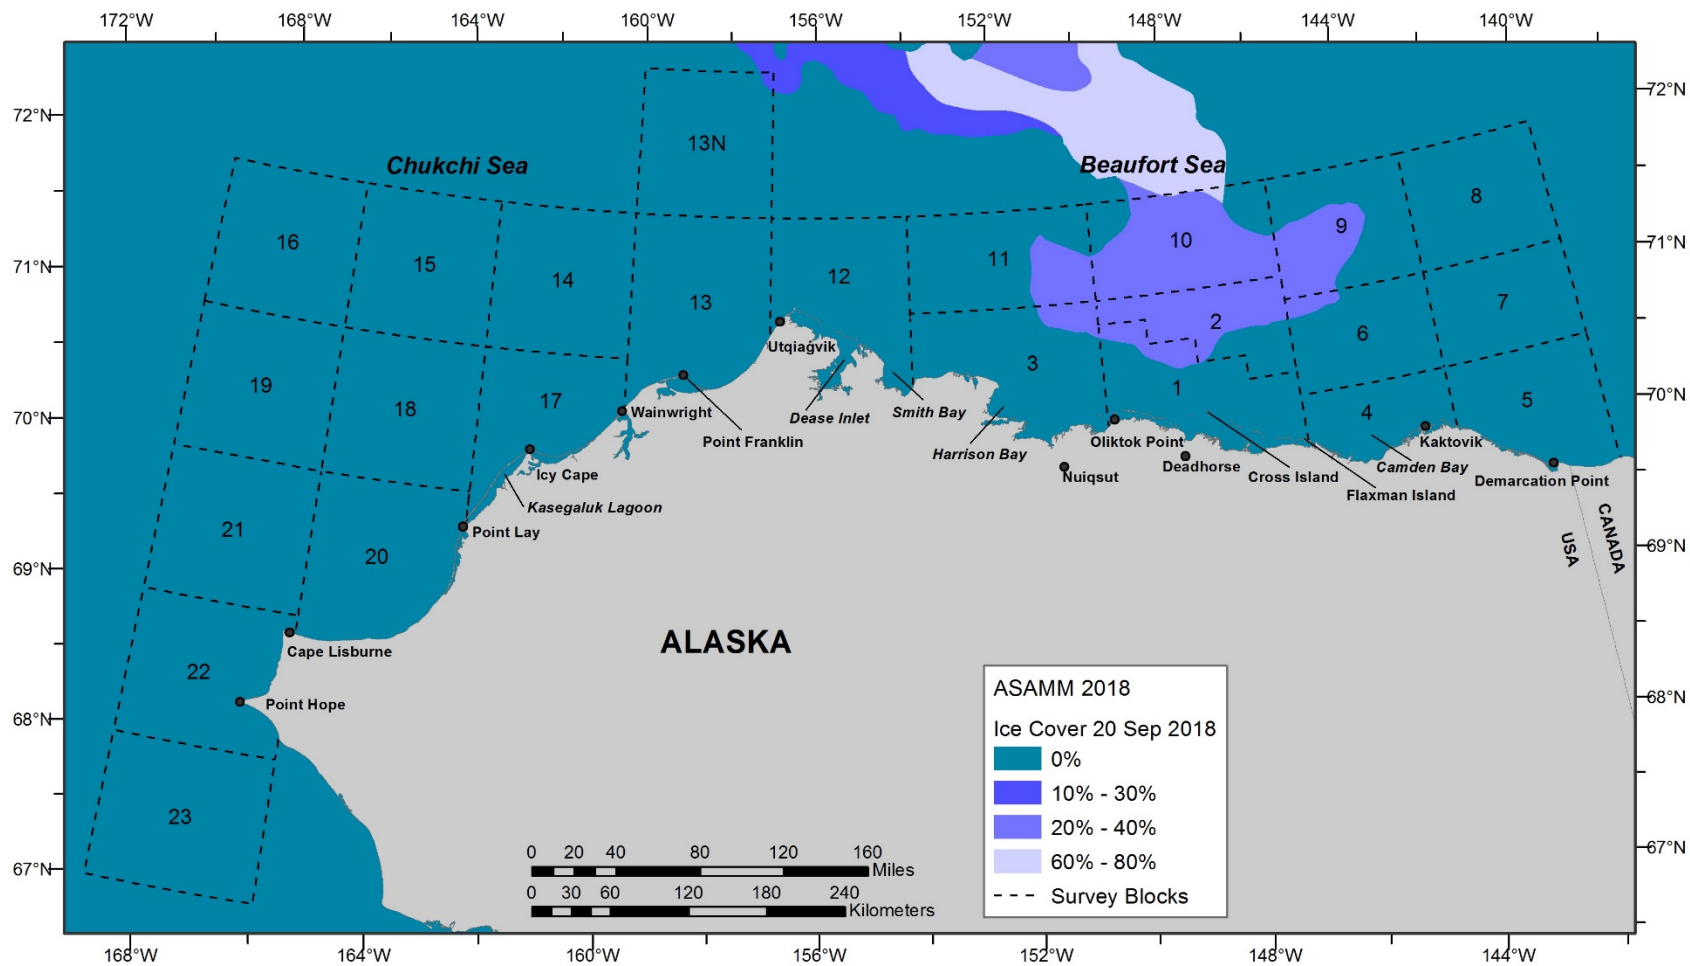 172°W 168°W 164°W 160°W 156°W 152°W 148°W 144°W 140°W
72°N 72°N
13N
Chukchi Sea Beaufort Sea
8
16 15 14 13 12 11 10 9
71°N 71°N
7
2
6
Utqiaġvik
3
19 18 17 1 4 5
70°N 70°N
Wainwright
Dease Inlet
Smith Bay
Point Franklin
Harrison Bay
Oliktok Point
Kaktovik
Nuiqsut
Deadhorse
Cross Island
Camden Bay
Flaxman Island
Demarcation Point
Icy Cape
Kasegaluk Lagoon
Point Lay
21
20
USA
CANADA
69°N 69°N
Cape Lisburne
ALASKA
22
Point Hope
68°N 68°N
23
67°N 67°N
0 20 40 80 120 160
Miles
0 30 60 120 180 240
Kilometers
ASAMM 2018
Ice Cover 20 Sep 2018
0%
10% - 30%
20% - 40%
60% - 80%
Survey Blocks
168°W 164°W 160°W 156°W 152°W 148°W 144°W